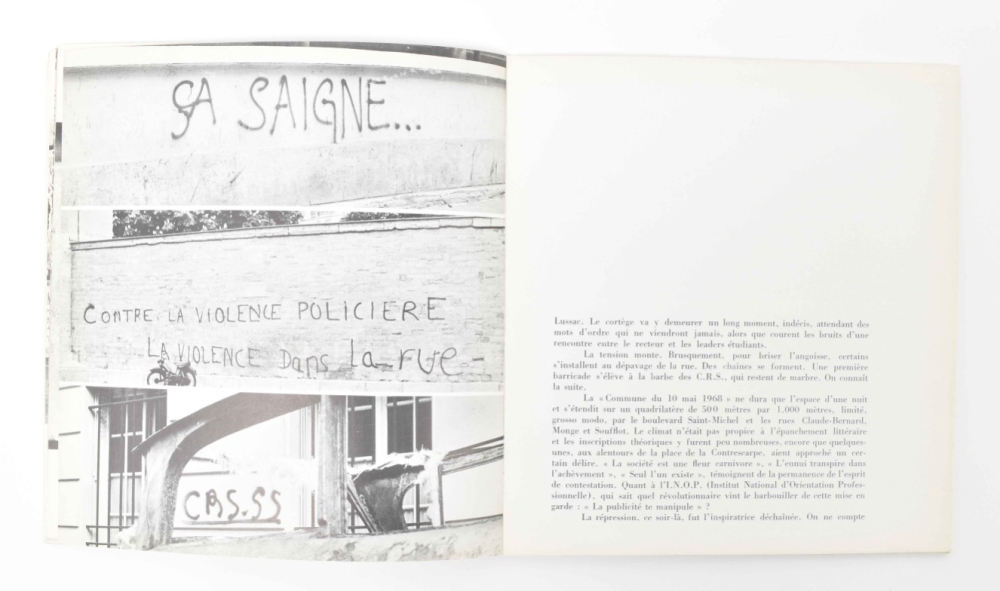 ÇA SAIGNE...
CONTRE LA VIOLENCE POLICIERE
LA VIOLENCE Dans La rue
CRS.SS
Lussac. Le cortège va y demeurer un long moment, indécis, attendant des
mots d'ordre qui ne viendront jamais, alors que courent les bruits d'une
rencontre entre le recteur et les leaders étudiants.
La tension monte. Brusquement, pour briser l'angoisse, certains
s'installent au dépavage de la rue. Des chaînes se forment. Une première
barricade s'élève à la barbe des C.R.S., qui restent de marbre. On connaît
la suite.
La « Commune du 10 mai 1968 » ne dura que l'espace d'une nuit
et s'étendit sur un quadrilatère de 500 mètres par 1.000 mètres, limité,
grosso modo, par le boulevard Saint-Michel et les rues Claude-Bernard,
Monge et Soufflot. Le climat n'était pas propice à l'épanchement littéraire
et les inscriptions théoriques y furent peu nombreuses, encore que quelques-
unes, aux alentours de la place de la Contrescarpe, aient approché un cer-
tain délire. « La société est une fleur carnivore », « L'ennui transpire dans
l'achèvement », « Seul l'un existe », témoignent de la permanence de l'esprit
de contestation. Quant à l'I.N.O.P. (Institut National d'Orientation Profes-
sionnelle), qui sait quel révolutionnaire vint le barbouiller de cette mise en
garde : « La publicité te manipule » ?
La répression, ce soir-là, fut l'inspiratrice déchaînée. On ne compte